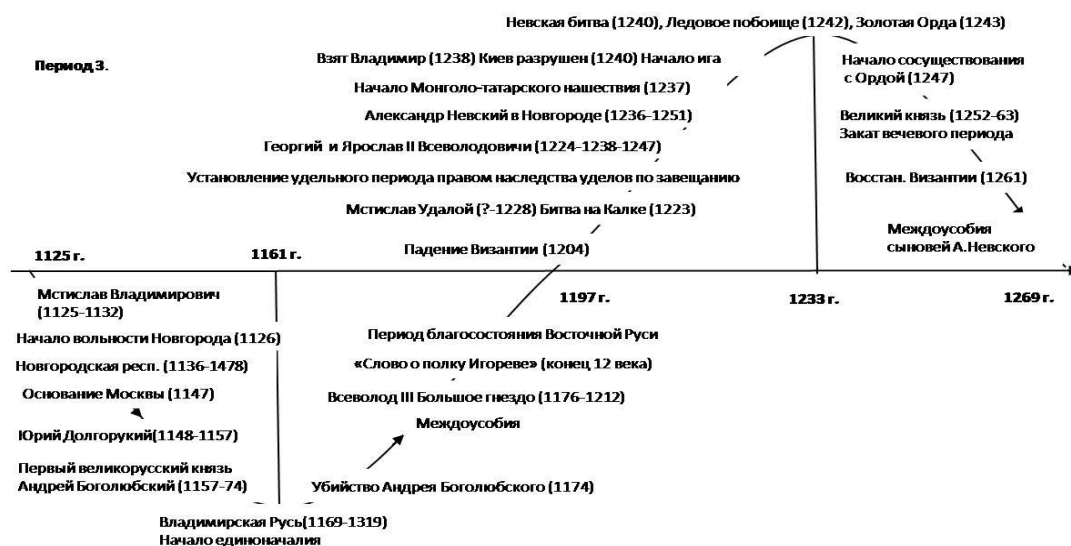 Невская битва (1240), Ледовое побоище (1242), Золотая Орда (1243)
Период 3.
Взят Владимир (1238) Киев разрушен (1240) Начало ига
Начало сосуществования
с Ордой (1247)
Начало Монголо-татарского нашествия (1237)
Александр Невский в Новгороде (1236-1251)
Великий князь (1252-63)
Закат вечевого периода
Георгий и Ярослав II Всеволодовичи (1224-1238-1247)
Установление удельного периода правом наследства уделов по завещанию
Восстан. Византии (1261)
Мстислав Удалой (?-1228) Битва на Калке (1223)
Междоусобия
сыновей А.Невского
Падение Византии (1204)
1125 г.
1161 г.
1197 г.
1233 г.
1269 г.
Мстислав Владимирович
(1125-1132)
Начало вольности Новгорода (1126)
Период благосостояния Восточной Руси
Новгородская респ. (1136-1478)
«Слово о полку Игореве» (конец 12 века)
Основание Москвы (1147)
Всеволод III Большое гнездо (1176-1212)
Междоусобия
Юрий Долгорукий(1148-1157)
Первый великорусский князь
Андрей Боголюбский (1157-74)
Убийство Андрея Боголюбского (1174)
Владимирская Русь(1169-1319)
Начало единоначалия